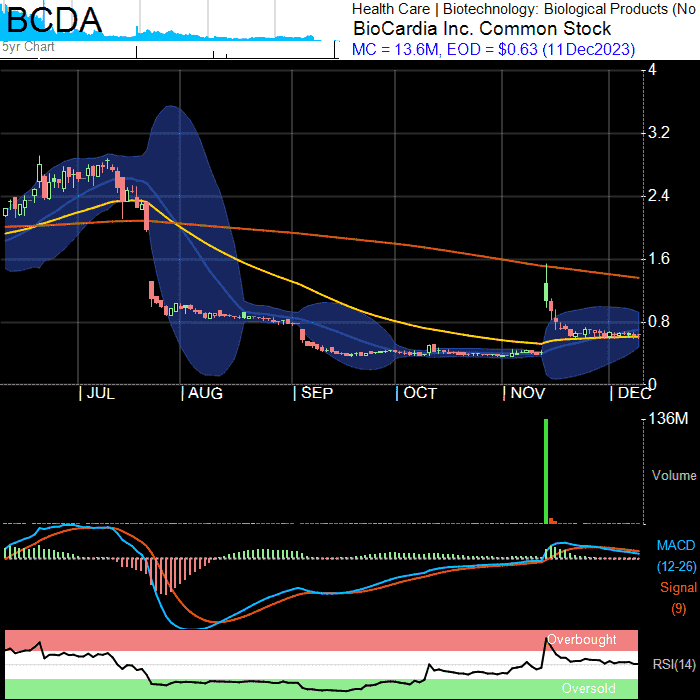 BCDA
5yr Chart
Health Care | Biotechnology: Biological Products (No
BioCardia Inc. Common Stock
MC = 13.6M, EOD = $0.63 (11Dec2023)
4
3.2
2.4
1.6
0.8
0
JUL AUG SEP OCT NOV DEC
136M
Volume
MACD
(12-26)
Signal
(9)
Overbought
RSI(14)
Oversold